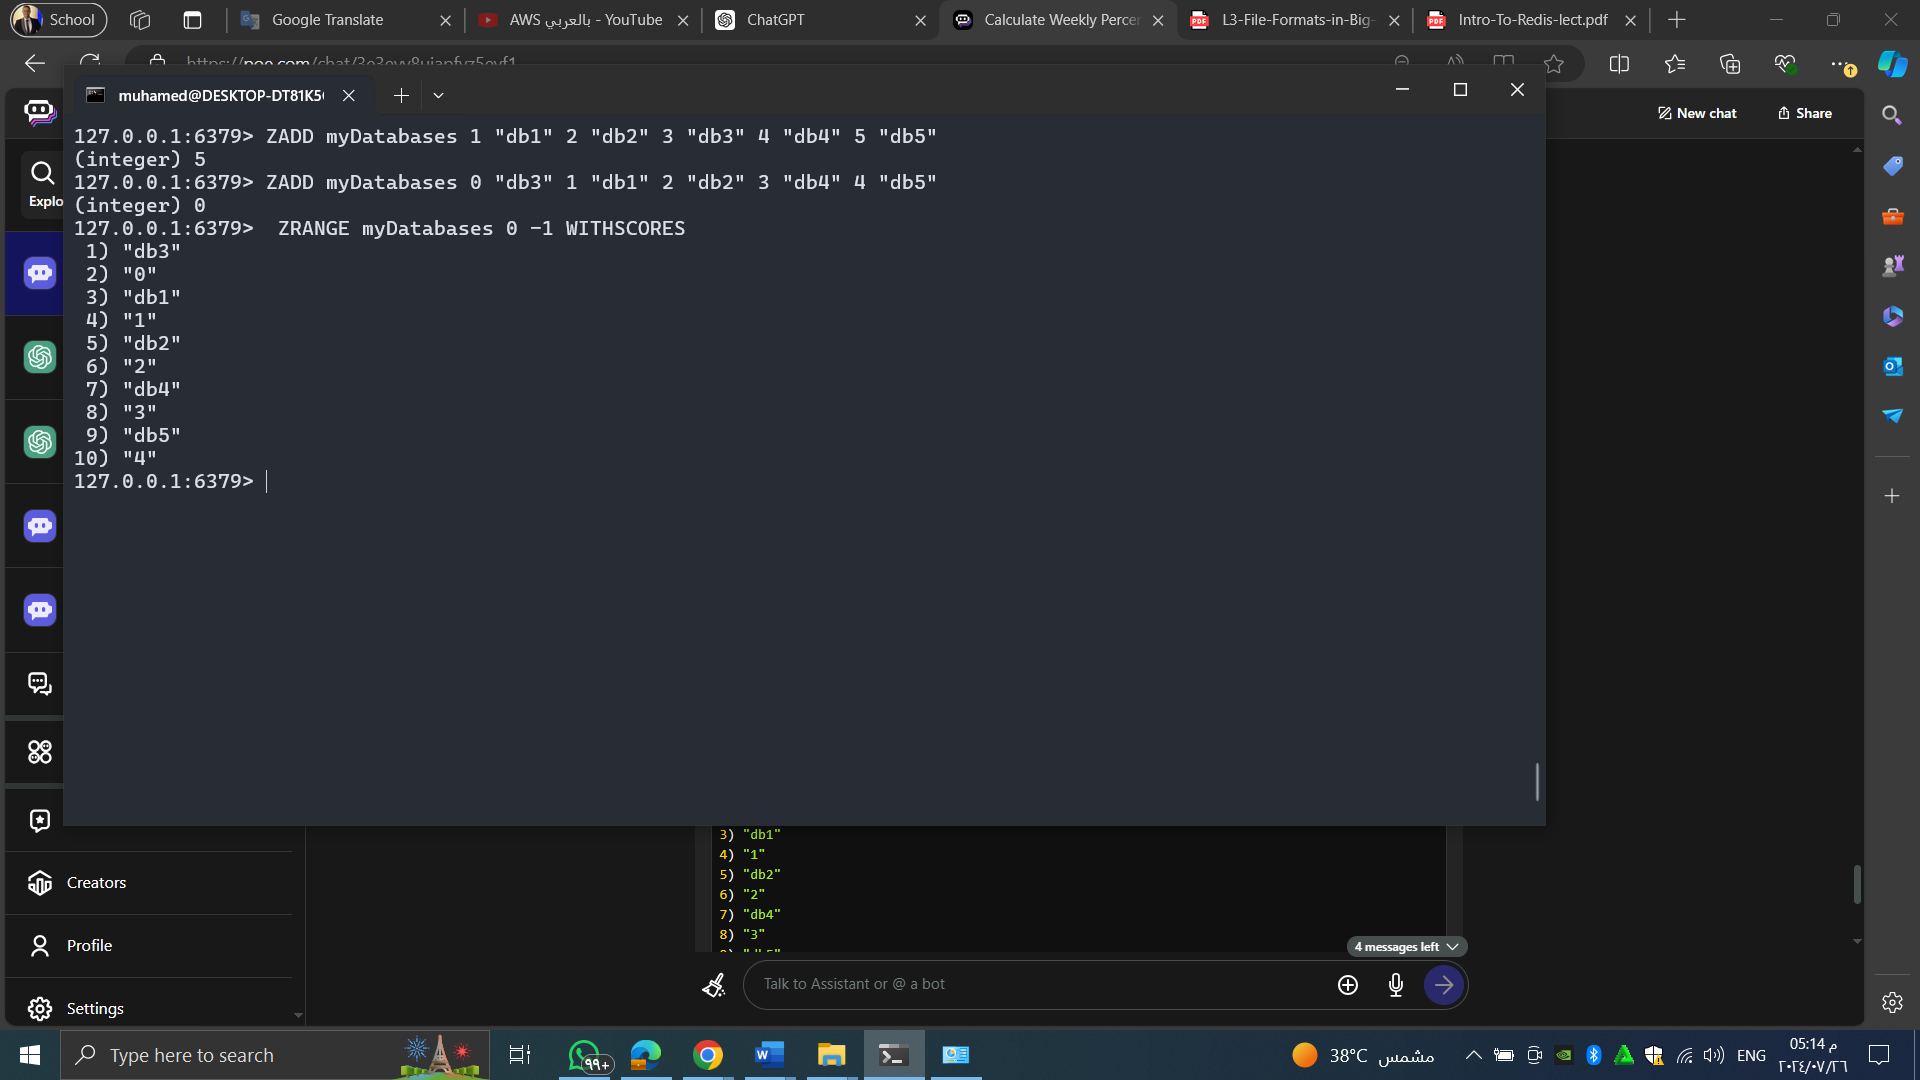 School
Google Translate
AWS بالعربي - YouTube
ChatGPT
Calculate Weekly Percer
L3-File-Formats-in-Big-
Intro-To-Redis-lect.pdf
muhamed@DESKTOP-DT81K5
New chat
Share
127.0.0.1:6379> ZADD myDatabases 1 "db1" 2 "db2" 3 "db3" 4 "db4" 5 "db5"
(integer) 5
127.0.0.1:6379> ZADD myDatabases 0 "db3" 1 "db1" 2 "db2" 3 "db4" 4 "db5"
(integer) 0
127.0.0.1:6379>  ZRANGE myDatabases 0 -1 WITHSCORES
1) "db3"
2) "0"
3) "db1"
4) "1"
5) "db2"
6) "2"
7) "db4"
8) "3"
9) "db5"
10) "4"
127.0.0.1:6379>
Explo
3) "db1"
4) "1"
5) "db2"
6) "2"
7) "db4"
8) "3"
Creators
Profile
Settings
4 messages left
Talk to Assistant or @ a bot
Type here to search
٩٩+
38°C مشمس
ENG
05:14 م
٢٠٢٤/٠٧/٢٦